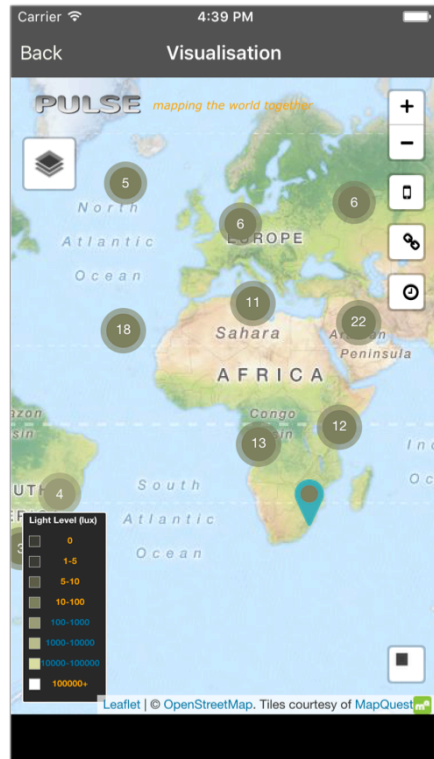 Carrier 4:39 PM
Back Visualisation
PULSE mapping the world together
+
−
5
North
Atlantic
Ocean
6
6
EUROPE
11
18
22
Sahara
Peninsula
AFRICA
Congo
12
13
4
South
Atlantic
Ocean
Light Level (lux)
0
1-5
5-10
10-100
100-1000
1000-10000
10000-100000
100000+
Leaflet | © OpenStreetMap. Tiles courtesy of MapQuest